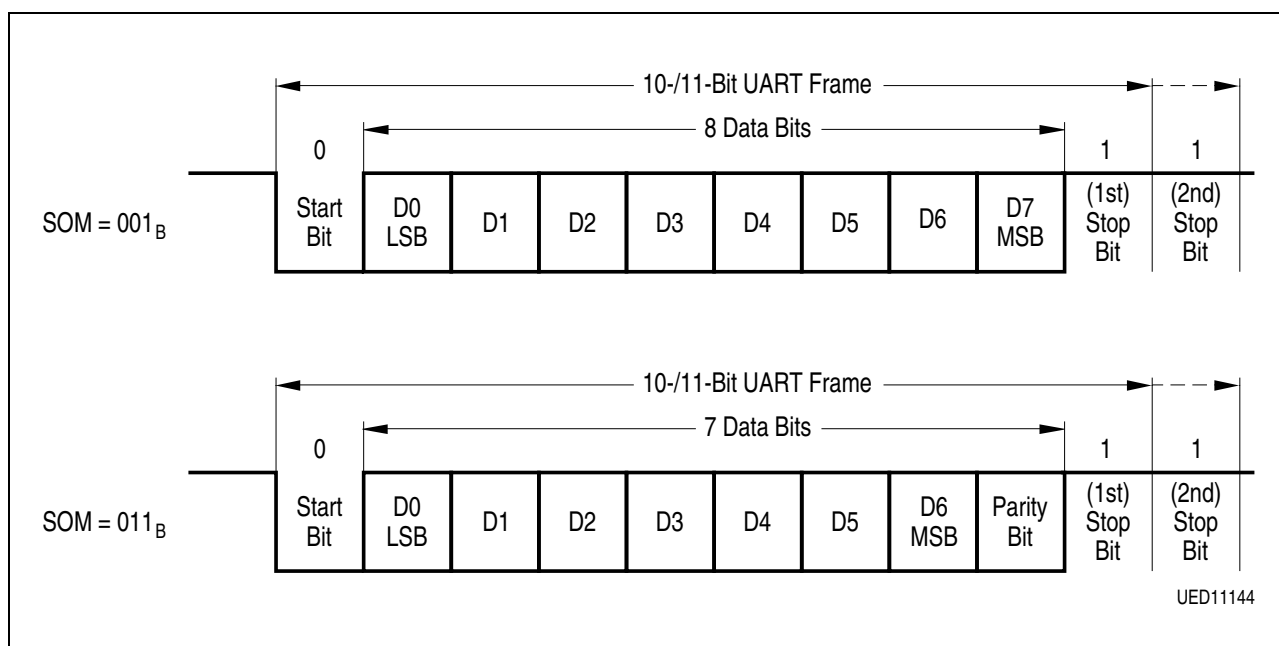 10-/11-Bit UART Frame
8 Data Bits
0 1 1
SOM = 001B
Start Bit
D0 LSB
D1
D2
D3
D4
D5
D6
D7 MSB
(1st) Stop Bit
(2nd) Stop Bit
10-/11-Bit UART Frame
7 Data Bits
0 1 1
SOM = 011B
Start Bit
D0 LSB
D1
D2
D3
D4
D5
D6 MSB
Parity Bit
(1st) Stop Bit
(2nd) Stop Bit
UED11144